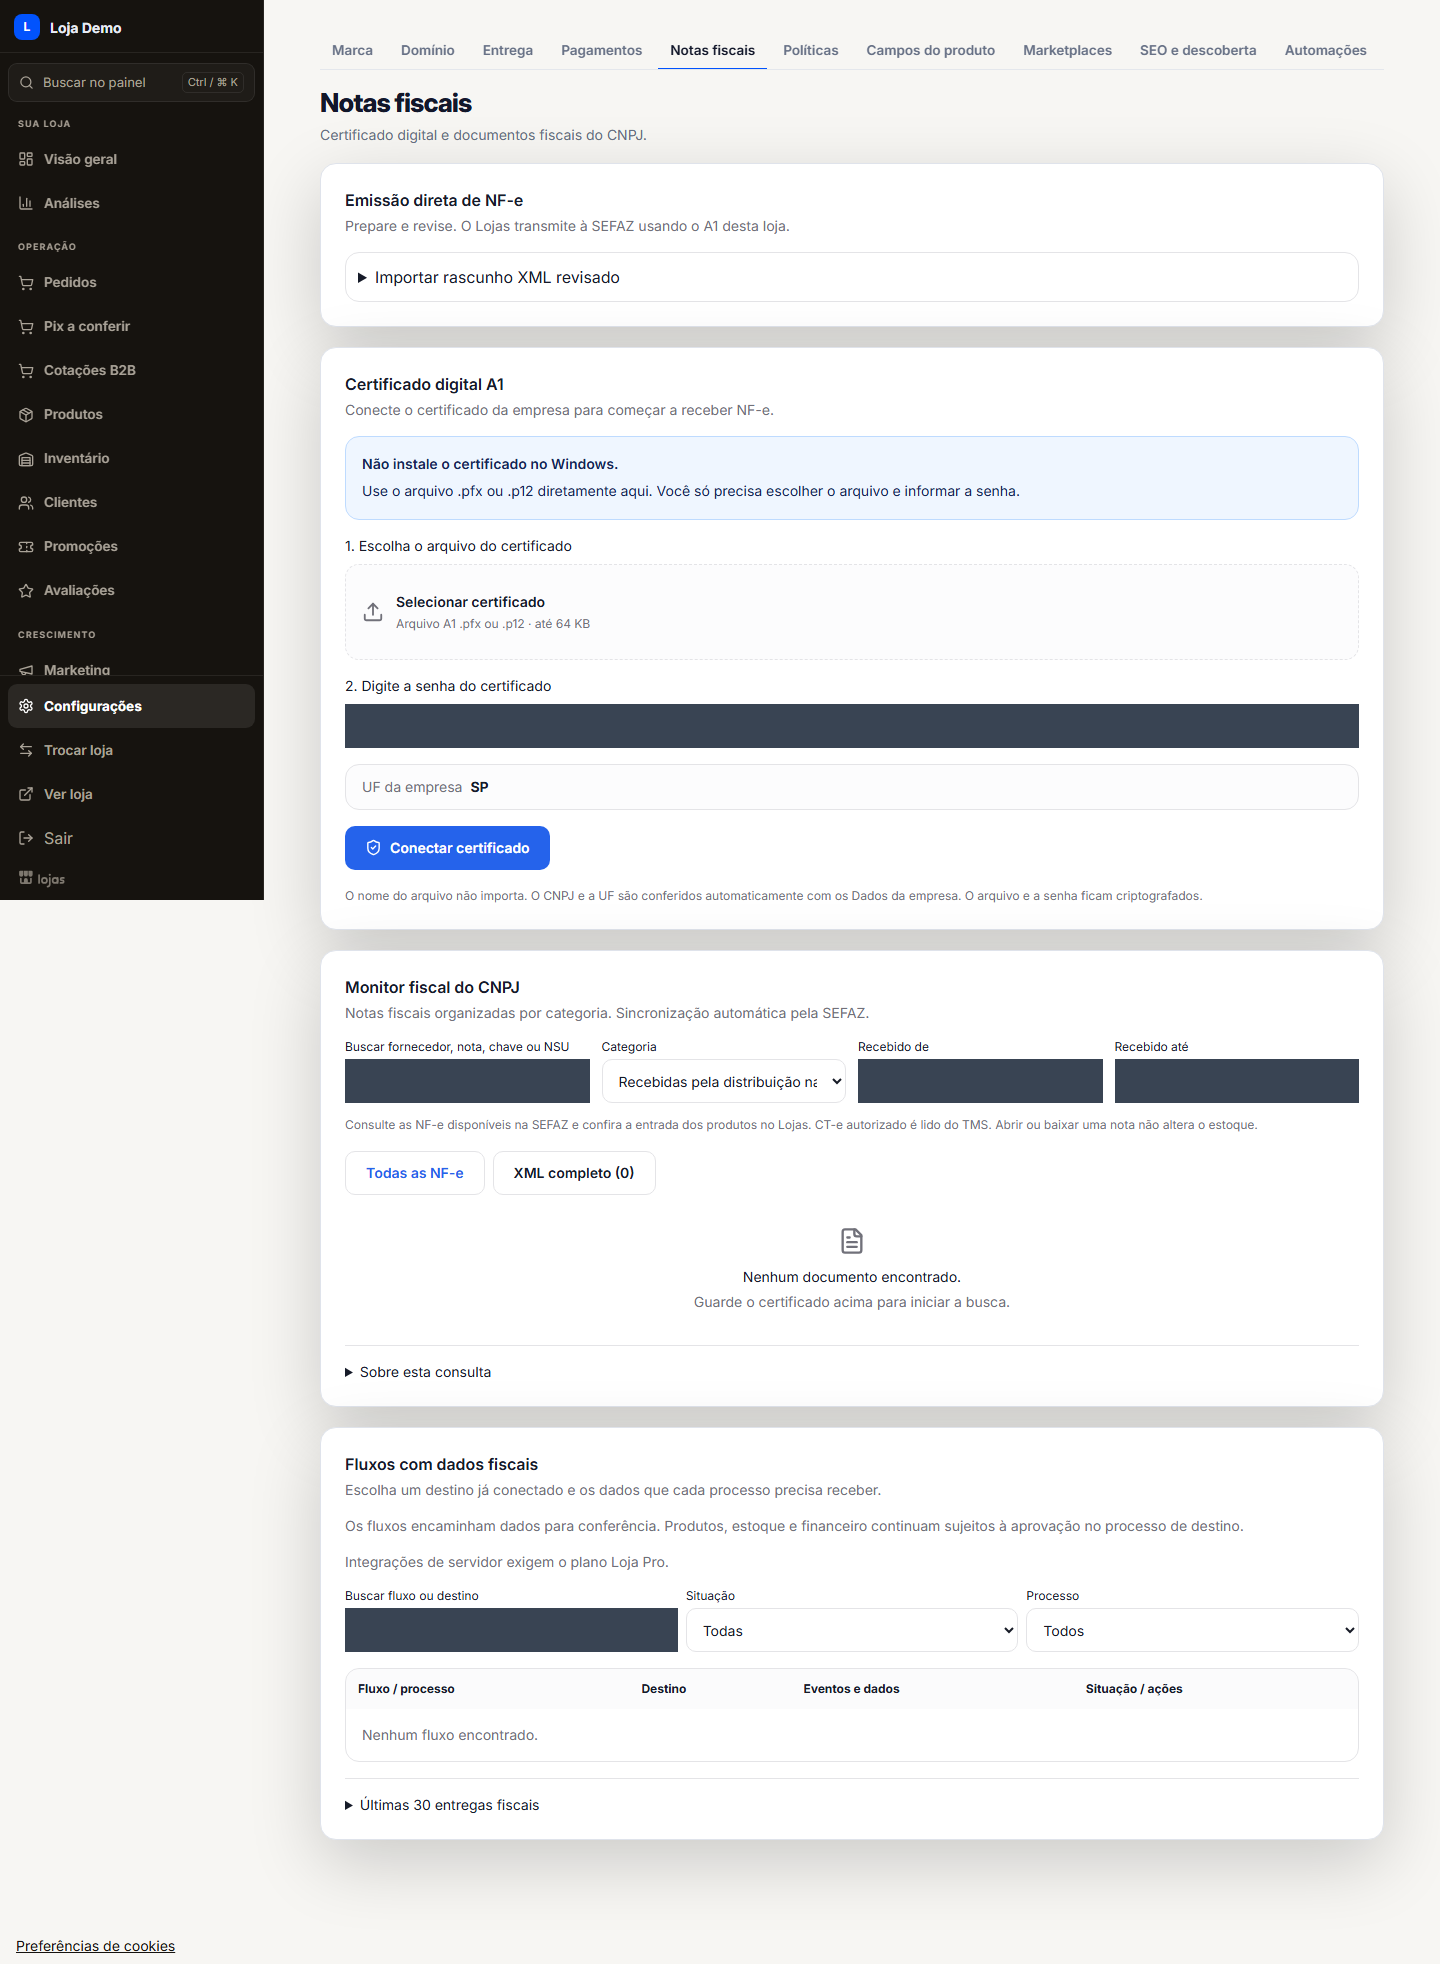 L Loja Demo
Buscar no painel Ctrl / ⌘ K
SUA LOJA
Visão geral
Análises
OPERAÇÃO
Pedidos
Pix a conferir
Cotações B2B
Produtos
Inventário
Clientes
Promoções
Avaliações
CRESCIMENTO
Marketing
Configurações
Trocar loja
Ver loja
Sair
lojas
Marca Domínio Entrega Pagamentos Notas fiscais Políticas Campos do produto Marketplaces SEO e descoberta Automações
Notas fiscais
Certificado digital e documentos fiscais do CNPJ.
Emissão direta de NF-e
Prepare e revise. O Lojas transmite à SEFAZ usando o A1 desta loja.
Importar rascunho XML revisado
Certificado digital A1
Conecte o certificado da empresa para começar a receber NF-e.
Não instale o certificado no Windows.
Use o arquivo .pfx ou .p12 diretamente aqui. Você só precisa escolher o arquivo e informar a senha.
1. Escolha o arquivo do certificado
Selecionar certificado
Arquivo A1 .pfx ou .p12 · até 64 KB
2. Digite a senha do certificado
UF da empresa SP
Conectar certificado
O nome do arquivo não importa. O CNPJ e a UF são conferidos automaticamente com os Dados da empresa. O arquivo e a senha ficam criptografados.
Monitor fiscal do CNPJ
Notas fiscais organizadas por categoria. Sincronização automática pela SEFAZ.
Buscar fornecedor, nota, chave ou NSU Categoria Recebido de Recebido até
Recebidas pela distribuição na
Consulte as NF-e disponíveis na SEFAZ e confira a entrada dos produtos no Lojas. CT-e autorizado é lido do TMS. Abrir ou baixar uma nota não altera o estoque.
Todas as NF-e XML completo (0)
Nenhum documento encontrado.
Guarde o certificado acima para iniciar a busca.
Sobre esta consulta
Fluxos com dados fiscais
Escolha um destino já conectado e os dados que cada processo precisa receber.
Os fluxos encaminham dados para conferência. Produtos, estoque e financeiro continuam sujeitos à aprovação no processo de destino.
Integrações de servidor exigem o plano Loja Pro.
Buscar fluxo ou destino Situação Processo
Todas Todos
Fluxo / processo Destino Eventos e dados Situação / ações
Nenhum fluxo encontrado.
Últimas 30 entregas fiscais
Preferências de cookies